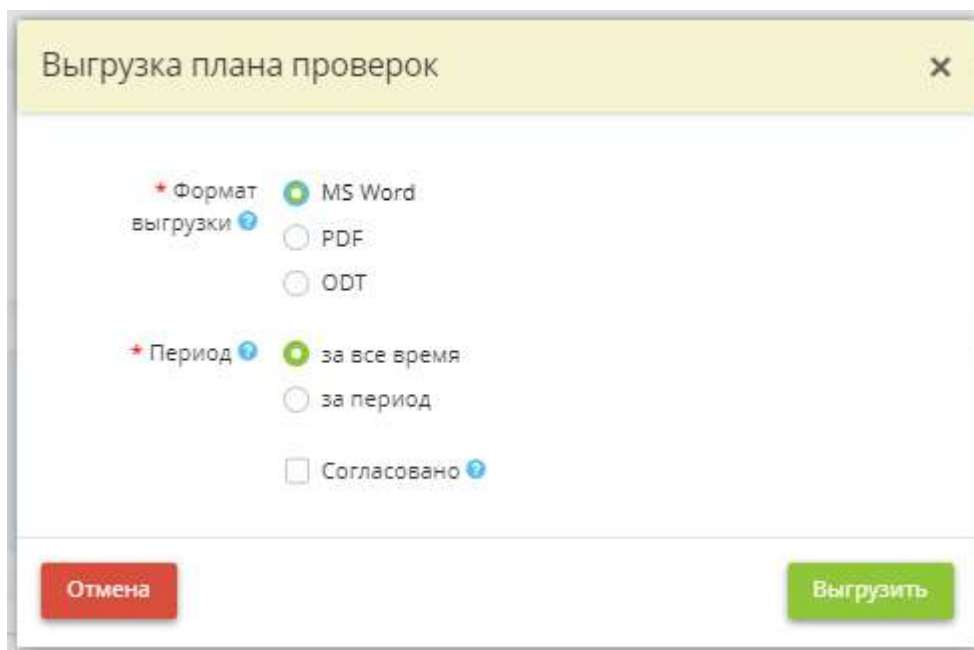 Выгрузка плана проверок ×
* Формат выгрузки
MS Word
PDF
ODT
* Период
за все время
за период
Согласовано
Отмена
Выгрузить